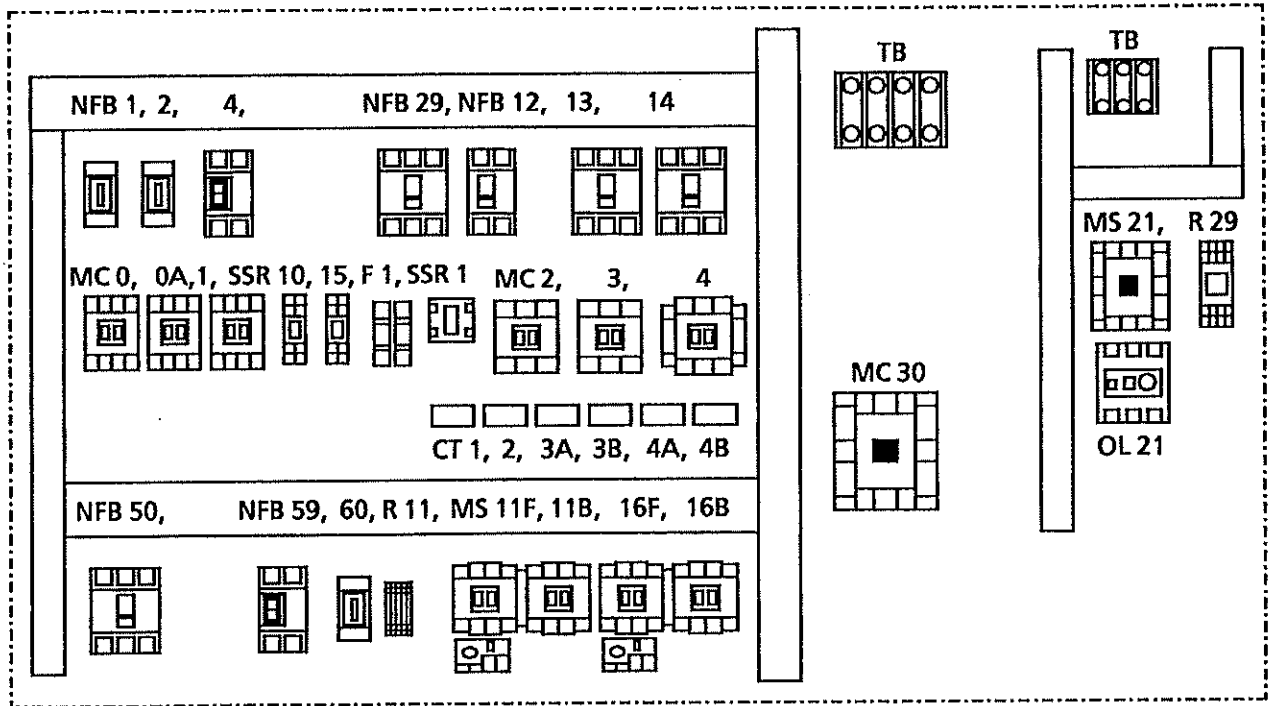 TB
TB
NFB 1, 2, 4, NFB 29, NFB 12, 13, 14
MS 21, R 29
MC 0, 0A,1, SSR 10, 15, F 1, SSR 1 MC 2, 3, 4
MC 30
CT 1, 2, 3A, 3B, 4A, 4B
OL 21
NFB 50, NFB 59, 60, R 11, MS 11F, 11B, 16F, 16B